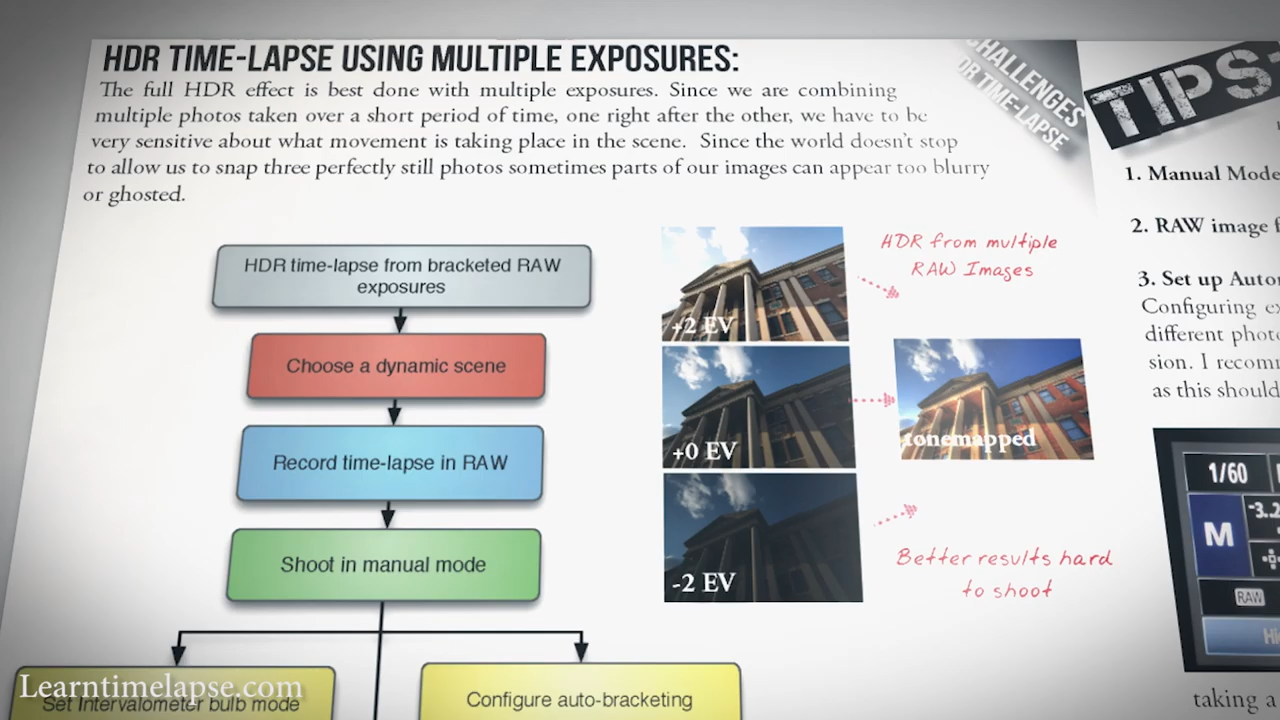 HDR TIME-LAPSE USING MULTIPLE EXPOSURES:
The full HDR effect is best done with multiple exposures. Since we are combining
multiple photos taken over a short period of time, one right after the other, we have to be
very sensitive about what movement is taking place in the scene. Since the world doesn't stop
to allow us to snap three perfectly still photos sometimes parts of our images can appear too blurry
or ghosted.
CHALLENGES
OR TIME-LAPSE
HDR time-lapse from bracketed RAW
exposures
Choose a dynamic scene
Record time-lapse in RAW
Shoot in manual mode
Set Intervalometer bulb mode
Configure auto-bracketing
+2 EV
+0 EV
-2 EV
HDR from multiple
RAW Images
tonemapped
Better results hard
to shoot
TIPS
1. Manual Mode
2. RAW image
3. Set up Auto
Configuring
different
sion. I
as this should
1/60
M
-3..2
RAW
taking a
Learntimelapse.com